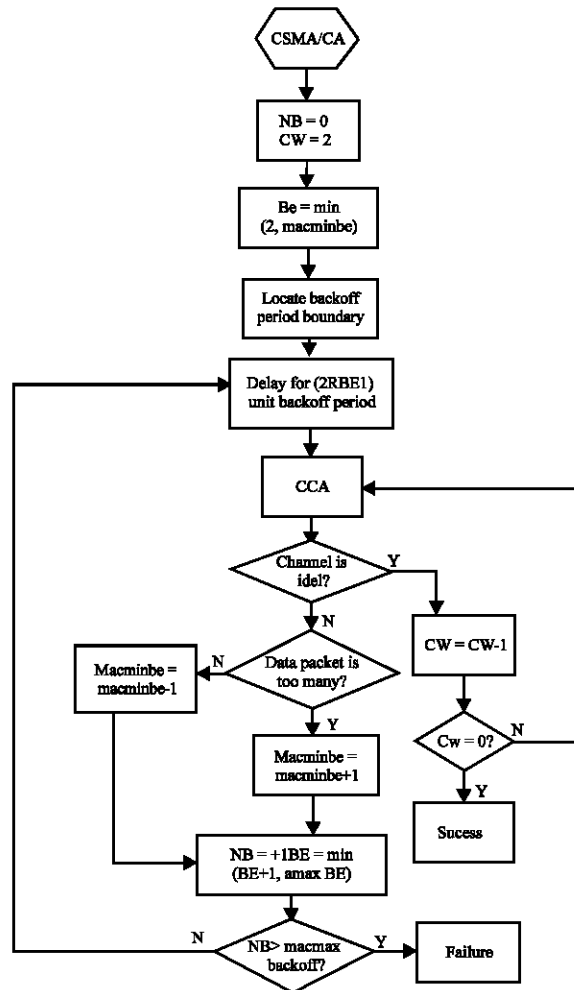 CSMA/CA
NB = 0
CW = 2
Be = min
(2, macminbe)
Locate backoff
period boundary
Delay for (2RBE1)
unit backoff period
CCA
Channel is
idel?
Y
N
CW = CW-1
Data packet is
too many?
N
Y
Macminbe =
macminbe-1
Cw = 0?
N
Y
Macminbe =
macminbe+1
Sucess
NB = +1BE = min
(BE+1, amax BE)
NB> macmax
backoff?
N
Y
Failure